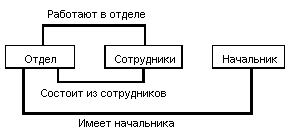 Работают в отделе
Отдел
Сотрудники
Начальник
Состоит из сотрудников
Имеет начальника